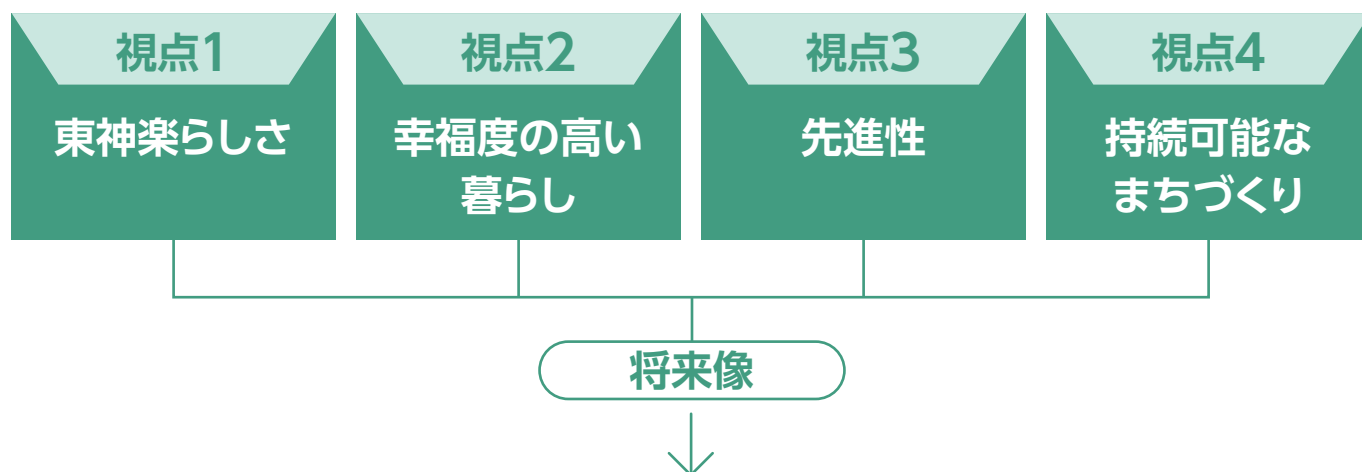 視点1
東神楽らしさ
視点2
幸福度の高い
暮らし
視点3
先進性
視点4
持続可能な
まちづくり
将来像